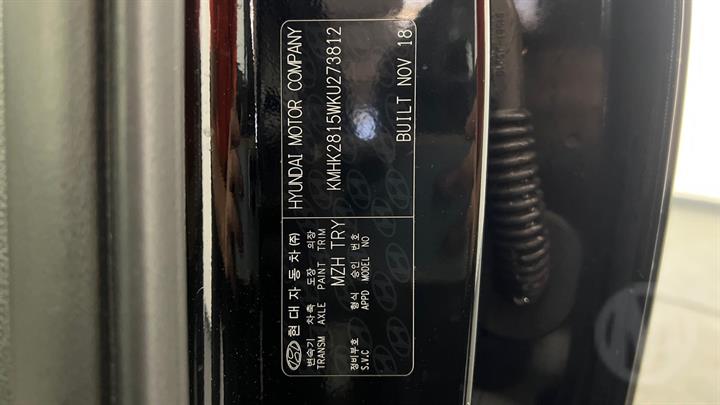 현대자동차(주) HYUNDAI MOTOR COMPANY
변속기 차축 도장 의장
TRANSM AXLE PAINT TRIM KMHK2815WKU273812
MZH TRY
정비부호 형식 승인 번호
S.V.C APPD MODEL NO BUILT NOV 18